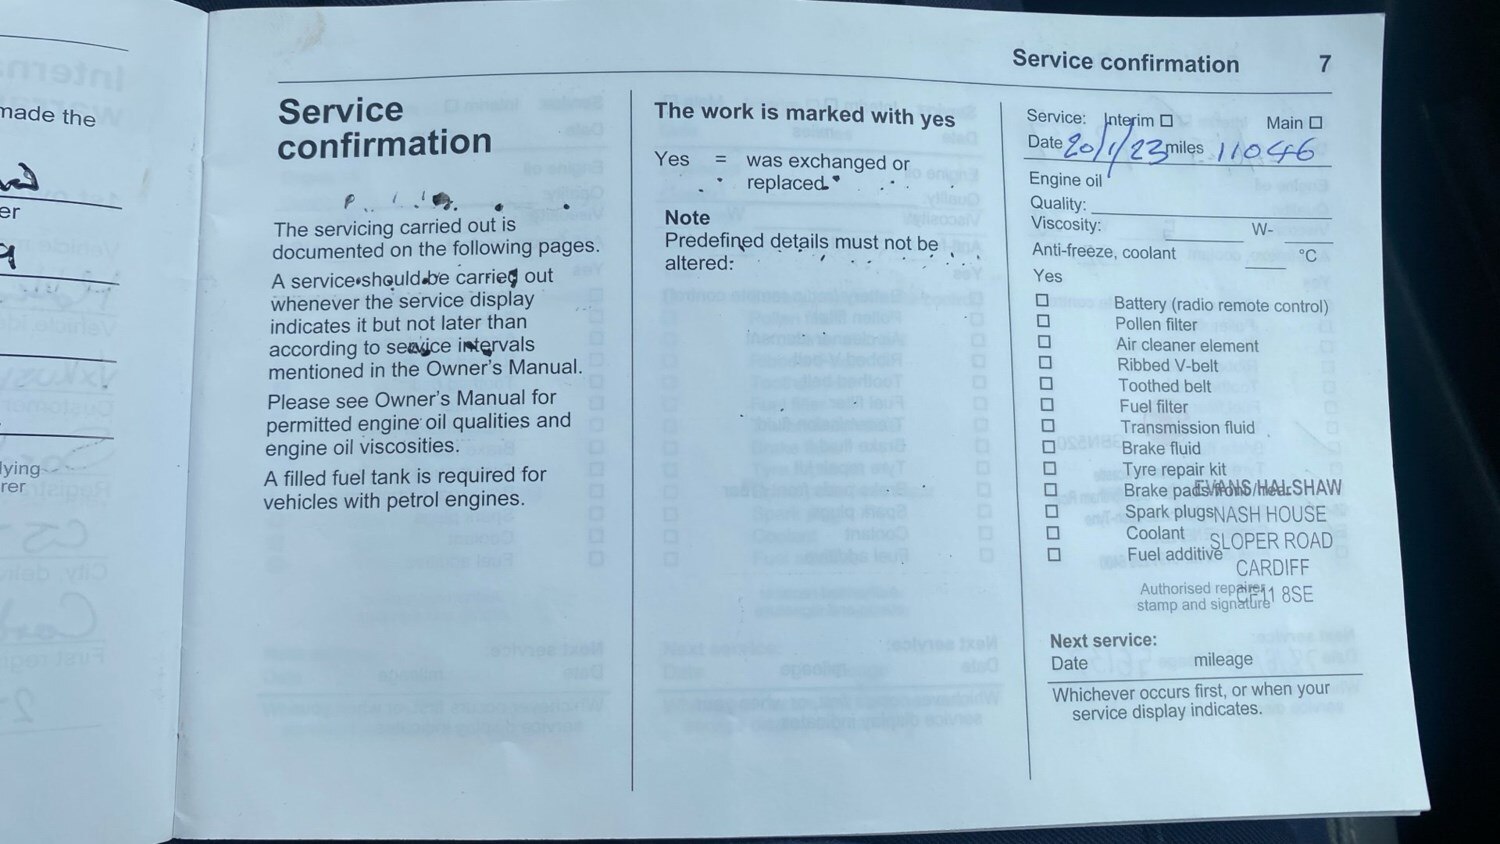 Service confirmation 7
made the
er
lying
rer
Service
confirmation
The servicing carried out is
documented on the following pages.
A service should be carried out
whenever the service display
indicates it but not later than
according to service intervals
mentioned in the Owner's Manual.
Please see Owner's Manual for
permitted engine oil qualities and
engine oil viscosities.
A filled fuel tank is required for
vehicles with petrol engines.
The work is marked with yes
Yes = was exchanged or
replaced.
Note
Predefined details must not be
altered:
Service: Interim ☐ Main ☐
Date 20/1/23 miles 11046
Engine oil
Quality:
Viscosity: W-
Anti-freeze, coolant °C
Yes
☐ Battery (radio remote control)
☐ Pollen filter
☐ Air cleaner element
☐ Ribbed V-belt
☐ Toothed belt
☐ Fuel filter
☐ Transmission fluid
☐ Brake fluid
☐ Tyre repair kit
☐ Brake pads front/rear
☐ Spark plugs
☐ Coolant
☐ Fuel additive
EVANS HALSHAW
NASH HOUSE
SLOPER ROAD
CARDIFF
CF11 8SE
Authorised repairer
stamp and signature
Next service:
Date mileage
Whichever occurs first, or when your
service display indicates.